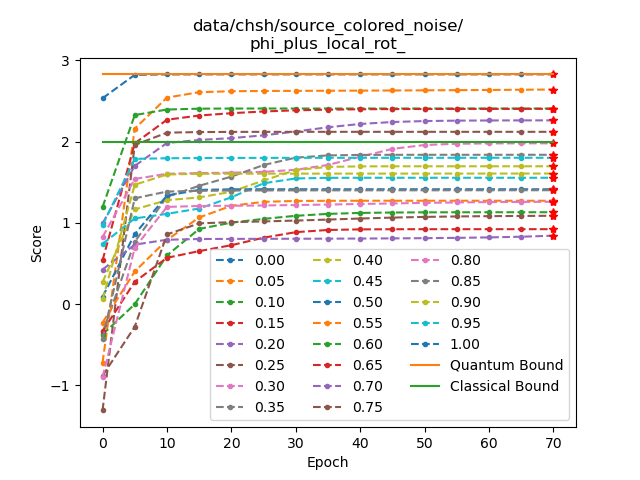 data/chsh/source_colored_noise/
phi_plus_local_rot_
3
2
1
0
−1
Score
0 10 20 30 40 50 60 70
Epoch
0.00 0.40 0.80
0.05 0.45 0.85
0.10 0.50 0.90
0.15 0.55 0.95
0.20 0.60 1.00
0.25 0.65 Quantum Bound
0.30 0.70 Classical Bound
0.35 0.75